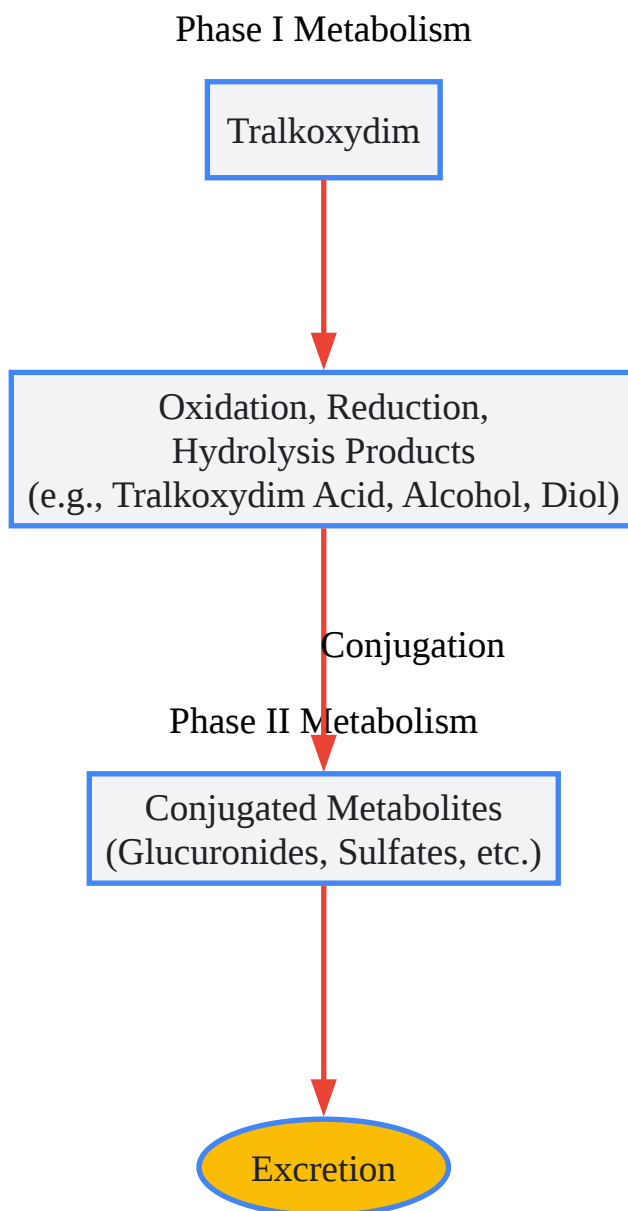 Phase I Metabolism
Tralkoxydim
Oxidation, Reduction,
Hydrolysis Products
(e.g., Tralkoxydim Acid, Alcohol, Diol)
Conjugation
Phase II Metabolism
Conjugated Metabolites
(Glucuronides, Sulfates, etc.)
Excretion